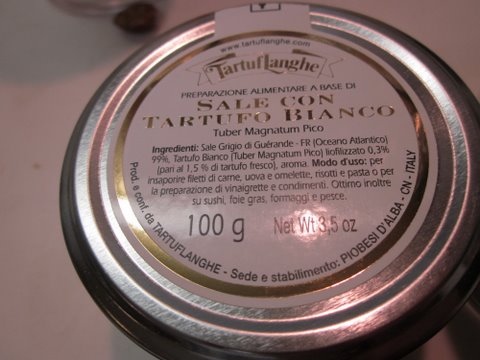 www.tartuflanghe.com
TartufLanghe
PREPARAZIONE ALIMENTARE A BASE DI
SALE CON
TARTUFO BIANCO
Tuber Magnatum Pico
Ingredienti: Sale Grigio di Guérande - FR (Oceano Atlantico)
99%, Tartufo Bianco (Tuber Magnatum Pico) liofilizzato 0,3%
(pari al 1,5 % di tartufo fresco), aroma. Modo d'uso: per
insaporire filetti di carne, uova e omelette, risotti e pasta o per
la preparazione di vinaigrette e condimenti. Ottimo inoltre
su sushi, foie gras, formaggi e pesce.
100 g Net Wt 3,5 oz
Prod. e conf. da TARTUFLANGHE - Sede e stabilimento: PIOBESI D'ALBA - CN - ITALY